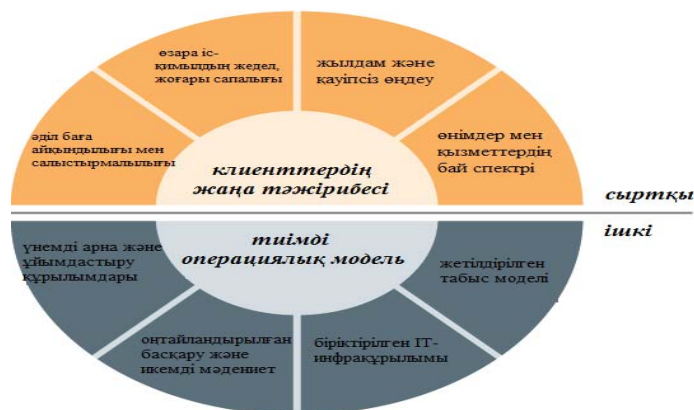 өзара іс-
қимылдың жедел,
жоғары сапалығы
жылдам және
қауіпсіз өңдеу
әділ баға
айқындылығы мен
салыстырмалылығы
өнімдер мен
қызметтердің
бай спектрі
клиенттердің
жаңа тәжірибесі
сыртқы
ішкі
тиімді
операциялық модель
үнемді арна және
ұйымдастыру
құрылымдары
жетілдірілген
табыс моделі
оңтайландырылған
басқару және
икемді мәдениет
біріктірілген IT-
инфрақұрылымы